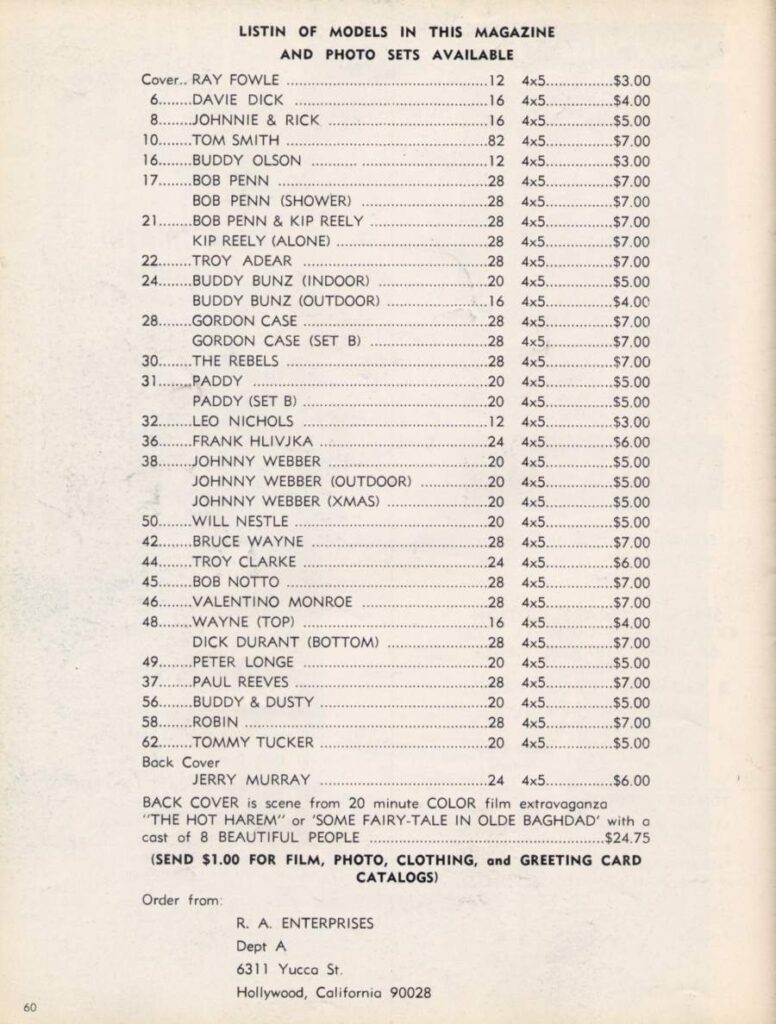 LISTIN OF MODELS IN THIS MAGAZINE
AND PHOTO SETS AVAILABLE
Cover.. RAY FOWLE ........ 12 4x5........$3.00
6........DAVIE DICK ........ 16 4x5........$4.00
8........JOHNNIE & RICK ........ 16 4x5........$5.00
10........TOM SMITH ........ 82 4x5........$7.00
16........BUDDY OLSON ........ 12 4x5........$3.00
17........BOB PENN ........ 28 4x5........$7.00
BOB PENN (SHOWER) ........ 28 4x5........$7.00
21........BOB PENN & KIP REELY ........ 28 4x5........$7.00
KIP REELY (ALONE) ........ 28 4x5........$7.00
22........TROY ADEAR ........ 28 4x5........$7.00
24........BUDDY BUNZ (INDOOR) ........ 20 4x5........$5.00
BUDDY BUNZ (OUTDOOR) ........ 16 4x5........$4.00
28........GORDON CASE ........ 28 4x5........$7.00
GORDON CASE (SET B) ........ 28 4x5........$7.00
30........THE REBELS ........ 28 4x5........$7.00
31........PADDY ........ 20 4x5........$5.00
PADDY (SET B) ........ 20 4x5........$5.00
32........LEO NICHOLS ........ 12 4x5........$3.00
36........FRANK HLIVJKA ........ 24 4x5........$6.00
38........JOHNNY WEBBER ........ 20 4x5........$5.00
JOHNNY WEBBER (OUTDOOR) ........ 20 4x5........$5.00
JOHNNY WEBBER (XMAS) ........ 20 4x5........$5.00
50........WILL NESTLE ........ 20 4x5........$5.00
42........BRUCE WAYNE ........ 28 4x5........$7.00
44........TROY CLARKE ........ 24 4x5........$6.00
45........BOB NOTTO ........ 28 4x5........$7.00
46........VALENTINO MONROE ........ 28 4x5........$7.00
48........WAYNE (TOP) ........ 16 4x5........$4.00
DICK DURANT (BOTTOM) ........ 28 4x5........$7.00
49........PETER LONGE ........ 20 4x5........$5.00
37........PAUL REEVES ........ 28 4x5........$7.00
56........BUDDY & DUSTY ........ 20 4x5........$5.00
58........ROBIN ........ 28 4x5........$7.00
62........TOMMY TUCKER ........ 20 4x5........$5.00
Back Cover
JERRY MURRAY ........ 24 4x5........$6.00
BACK COVER is scene from 20 minute COLOR film extravaganza
"THE HOT HAREM" or 'SOME FAIRY-TALE IN OLDE BAGHDAD' with a
cast of 8 BEAUTIFUL PEOPLE ........$24.75
(SEND $1.00 FOR FILM, PHOTO, CLOTHING, and GREETING CARD
CATALOGS)
Order from:
R. A. ENTERPRISES
Dept A
6311 Yucca St.
Hollywood, California 90028
60